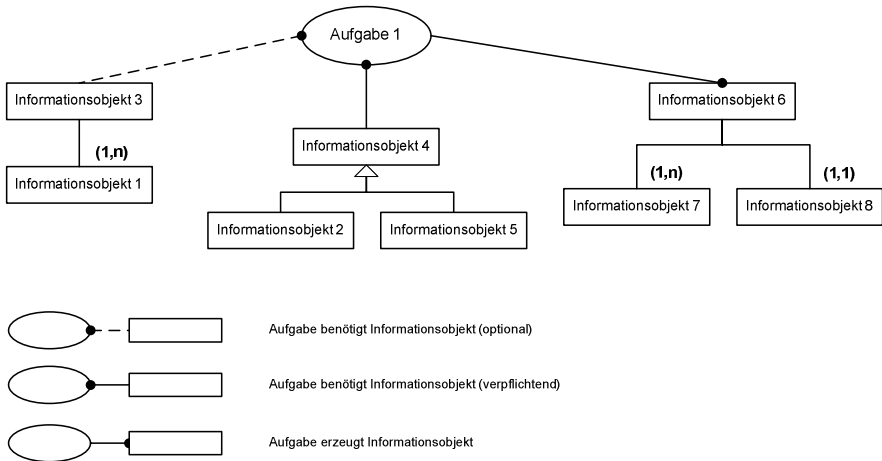 Aufgabe 1
Informationsobjekt 3
Informationsobjekt 6
Informationsobjekt 4
(1,n)
Informationsobjekt 1
(1,n)
(1,1)
Informationsobjekt 7
Informationsobjekt 8
Informationsobjekt 2
Informationsobjekt 5
Aufgabe benötigt Informationsobjekt (optional)
Aufgabe benötigt Informationsobjekt (verpflichtend)
Aufgabe erzeugt Informationsobjekt